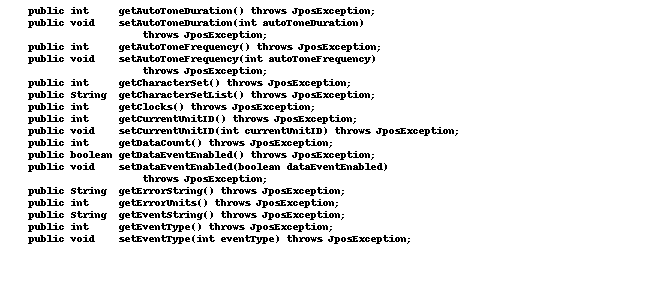 public int     getAutoToneDuration() throws JposException;
public void    setAutoToneDuration(int autoToneDuration)
                   throws JposException;
public int     getAutoToneFrequency() throws JposException;
public void    setAutoToneFrequency(int autoToneFrequency)
                   throws JposException;
public int     getCharacterSet() throws JposException;
public String  getCharacterSetList() throws JposException;
public int     getClocks() throws JposException;
public int     getCurrentUnitID() throws JposException;
public void    setCurrentUnitID(int currentUnitID) throws JposException;
public int     getDataCount() throws JposException;
public boolean getDataEventEnabled() throws JposException;
public void    setDataEventEnabled(boolean dataEventEnabled)
                   throws JposException;
public String  getErrorString() throws JposException;
public int     getErrorUnits() throws JposException;
public String  getEventString() throws JposException;
public int     getEventType() throws JposException;
public void    setEventType(int eventType) throws JposException;